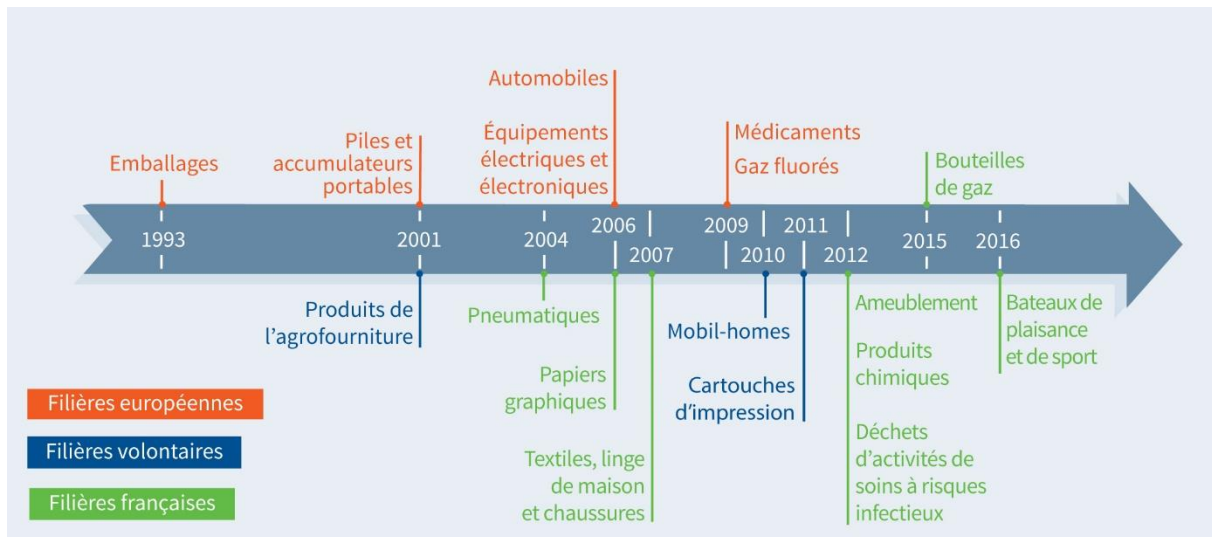 Automobiles
Équipements
électriques et
électroniques
Piles et
accumulateurs
portables
Emballages
Médicaments
Gaz fluorés
Bouteilles
de gaz
1993
2001
2004
2006
2007
2009
2010
2011
2012
2015
2016
Produits de
l’agrofourniture
Pneumatiques
Papiers
graphiques
Textiles, linge
de maison
et chaussures
Mobil-homes
Cartouches
d’impression
Ameublement
Produits
chimiques
Déchets
d’activités de
soins à risques
infectieux
Bateaux de
plaisance
et de sport
Filières européennes
Filières volontaires
Filières françaises